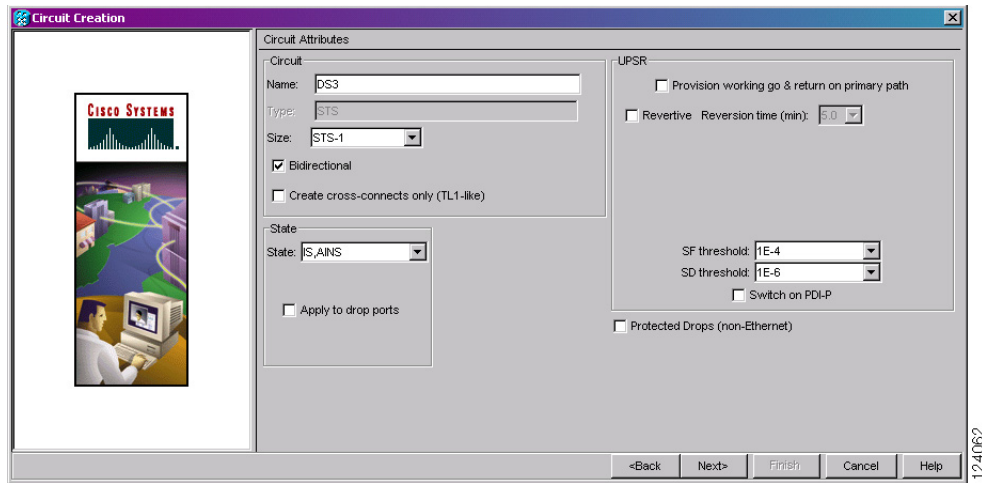 Circuit Creation
CISCO SYSTEMS
Circuit Attributes
Circuit
Name: DS3
Type: STS
Size: STS-1
Bidirectional
Create cross-connects only (TL1-like)
State
State: IS,AINS
Apply to drop ports
UPSR
Provision working go & return on primary path
Revertive Reversion time (min): 5.0
SF threshold: 1E-4
SD threshold: 1E-6
Switch on PDI-P
Protected Drops (non-Ethernet)
<Back Next> Finish Cancel Help
124062